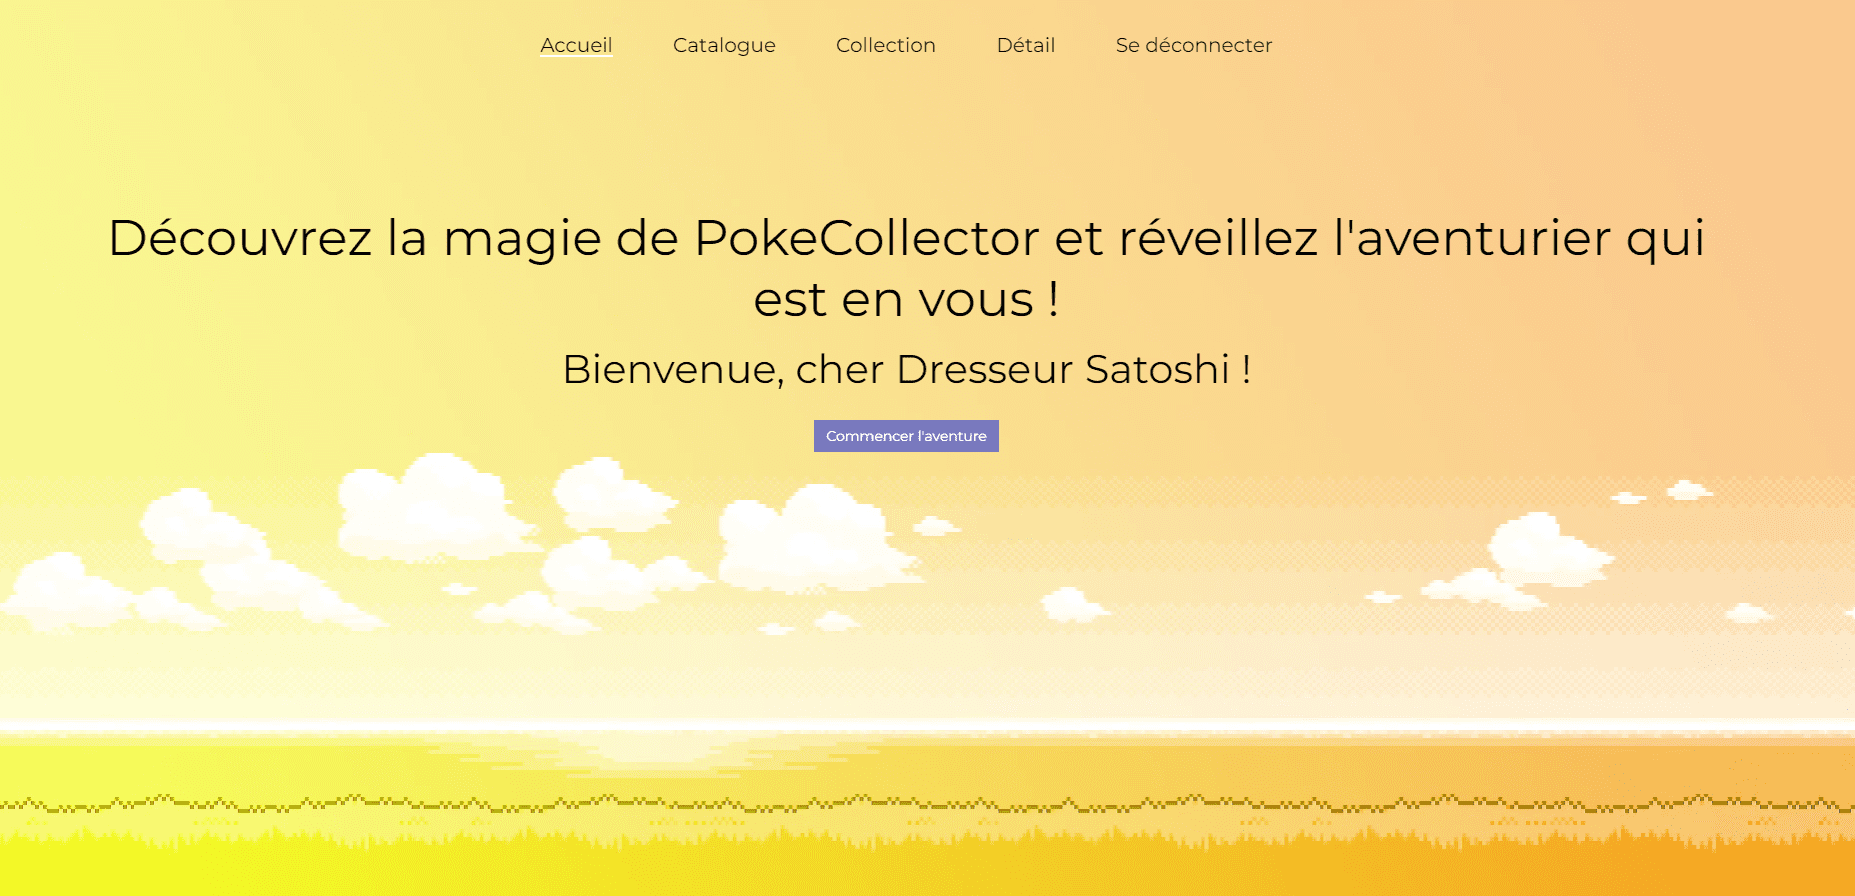 Accueil Catalogue Collection Détail Se déconnecter
Découvrez la magie de PokeCollector et réveillez l'aventurier qui
est en vous !
Bienvenue, cher Dresseur Satoshi !
Commencer l'aventure